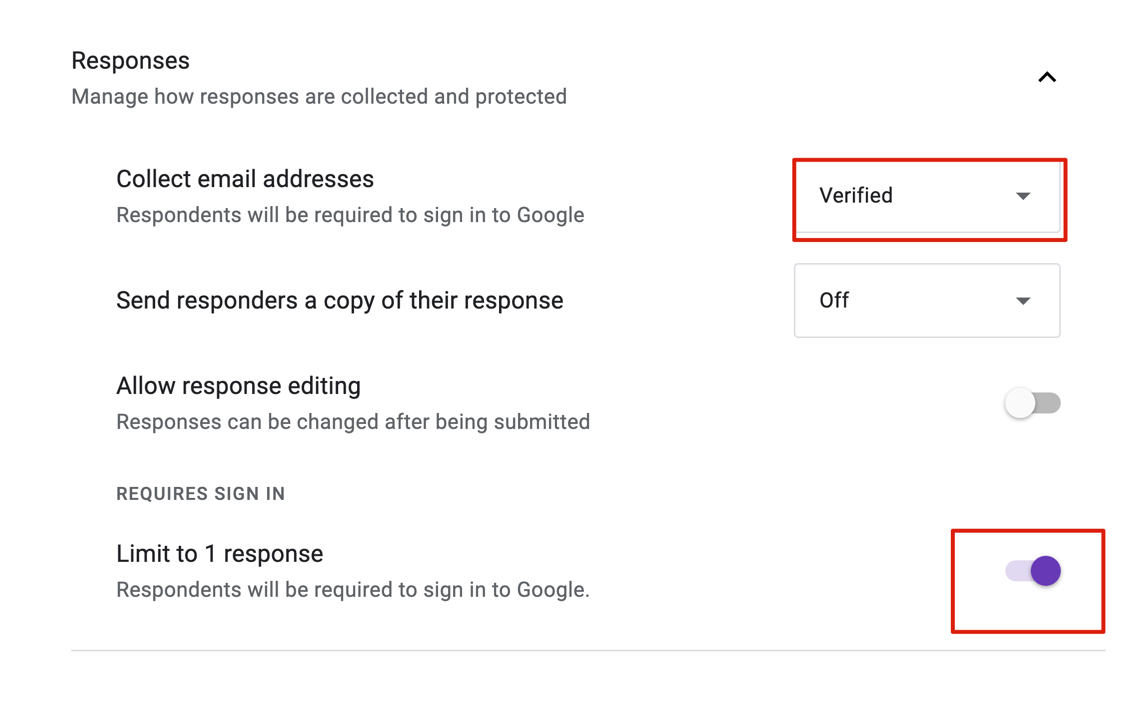 Responses
Manage how responses are collected and protected
Collect email addresses
Respondents will be required to sign in to Google
Verified
Send responders a copy of their response
Off
Allow response editing
Responses can be changed after being submitted
REQUIRES SIGN IN
Limit to 1 response
Respondents will be required to sign in to Google.